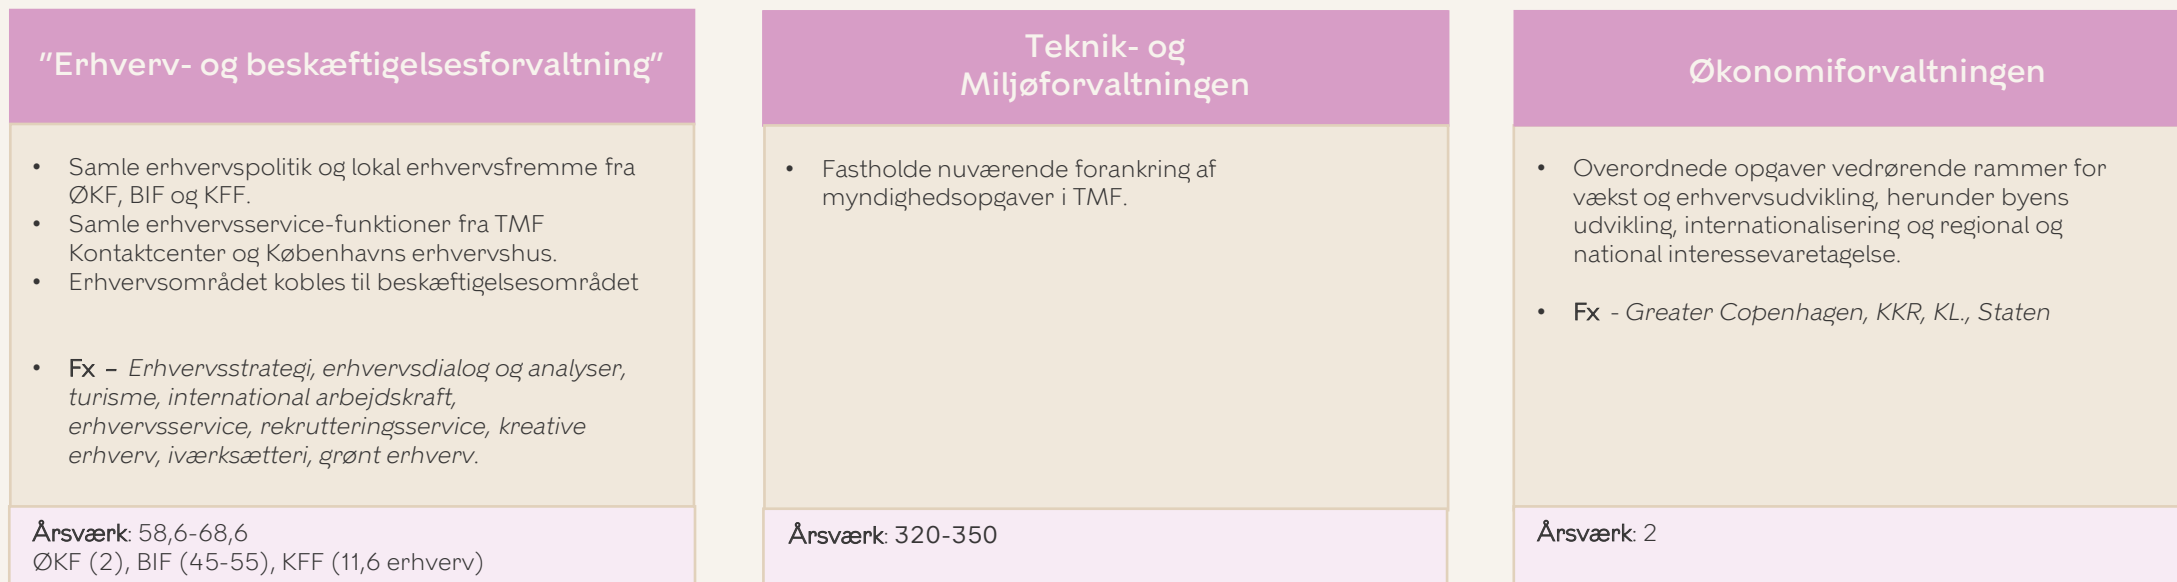 "Erhverv- og beskæftigelsesforvaltning"
• Samle erhvervspolitik og lokal erhvervsfremme fra
ØKF, BIF og KFF.
• Samle erhvervsservice-funktioner fra TMF
Kontaktcenter og Københavns erhvervshus.
• Erhvervsområdet kobles til beskæftigelsesområdet
• Fx – Erhvervsstrategi, erhvervsdialog og analyser,
turisme, international arbejdskraft,
erhvervsservice, rekrutteringsservice, kreative
erhverv, iværksætteri, grønt erhverv.
Årsværk: 58,6-68,6
ØKF (2), BIF (45-55), KFF (11,6 erhverv)
Teknik- og
Miljøforvaltningen
• Fastholde nuværende forankring af
myndighedsopgaver i TMF.
Årsværk: 320-350
Økonomiforvaltningen
• Overordnede opgaver vedrørende rammer for
vækst og erhvervsudvikling, herunder byens
udvikling, internationalisering og regional og
national interessevaretagelse.
• Fx - Greater Copenhagen, KKR, KL., Staten
Årsværk: 2